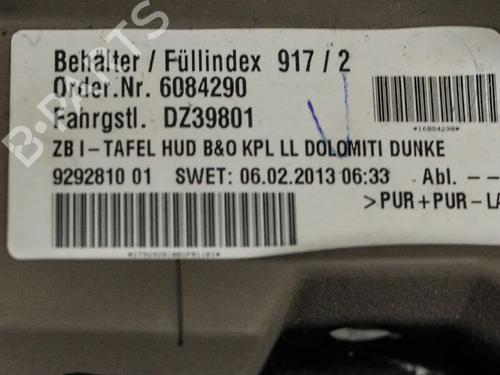 Behälter / Füllindex 917 / 2
Order.Nr. 6084290
Fahrgstl. DZ39801
*16084290*
ZB I-TAFEL HUD B&O KPL LL DOLOMITI DUNKE
9292810 01 SWET: 06.02.2013 06:33 Abl. --
>PUR+PUR-LA
B-PARTS